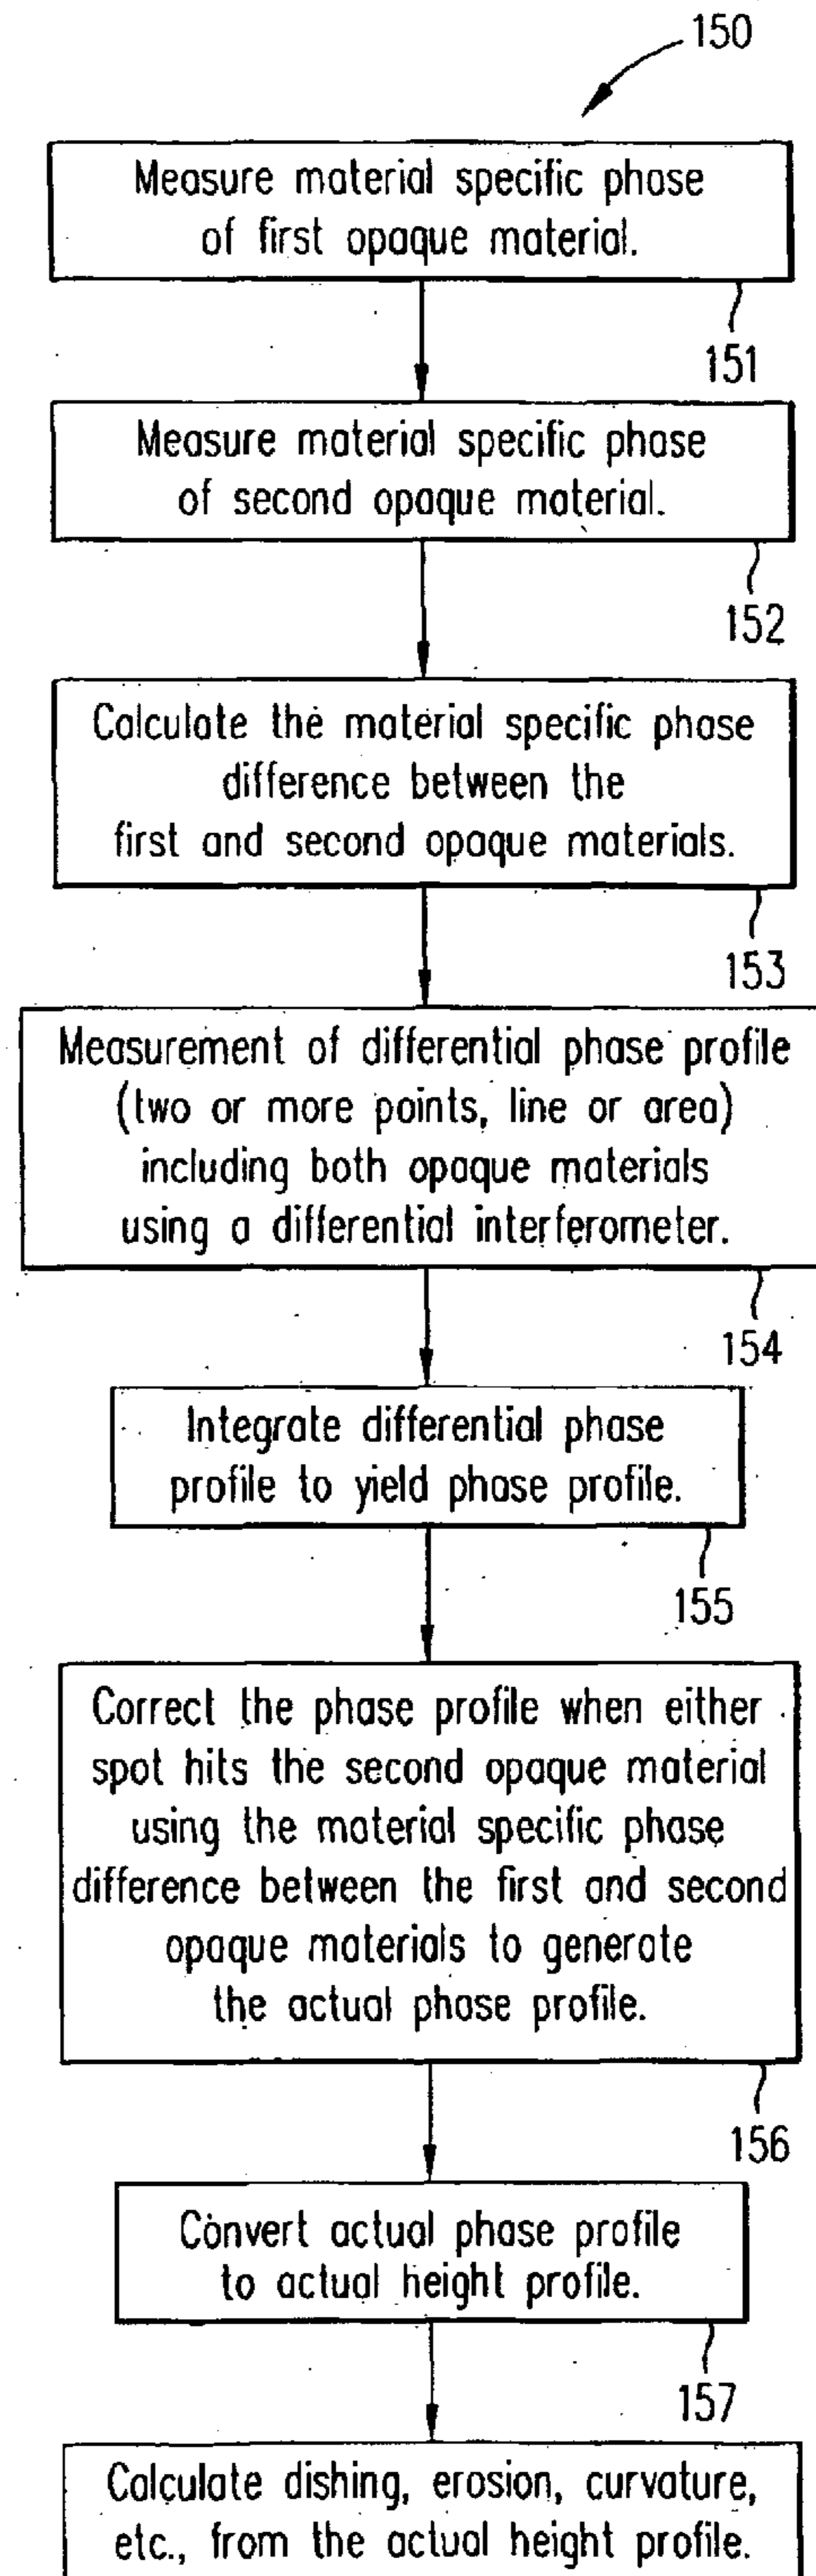 150
Measure material specific phase
of first opaque material.
151
Measure material specific phase
of second opaque material.
152
Calculate the material specific phase
difference between the
first and second opaque materials.
153
Measurement of differential phase profile
(two or more points, line or area)
including both opaque materials
using a differential interferometer.
154
Integrate differential phase
profile to yield phase profile.
155
Correct the phase profile when either
spot hits the second opaque material
using the material specific phase
difference between the first and second
opaque materials to generate
the actual phase profile.
156
Convert actual phase profile
to actual height profile.
157
Calculate dishing, erosion, curvature,
etc., from the actual height profile.